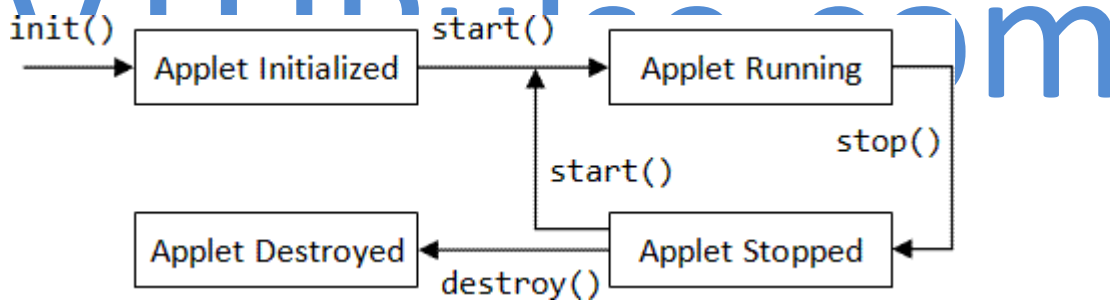 init()
start()
Applet Initialized
Applet Running
stop()
start()
Applet Destroyed
Applet Stopped
destroy()